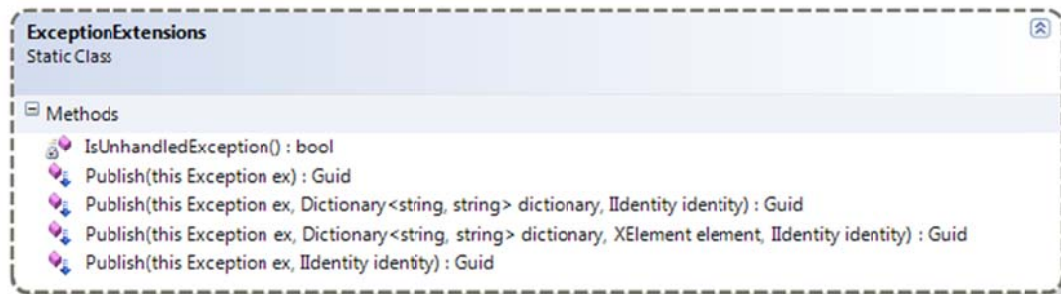 ExceptionExtensions
Static Class
Methods
IsUnhandledException() : bool
Publish(this Exception ex) : Guid
Publish(this Exception ex, Dictionary<string, string> dictionary, IIdentity identity) : Guid
Publish(this Exception ex, Dictionary<string, string> dictionary, XElement element, IIdentity identity) : Guid
Publish(this Exception ex, IIdentity identity) : Guid